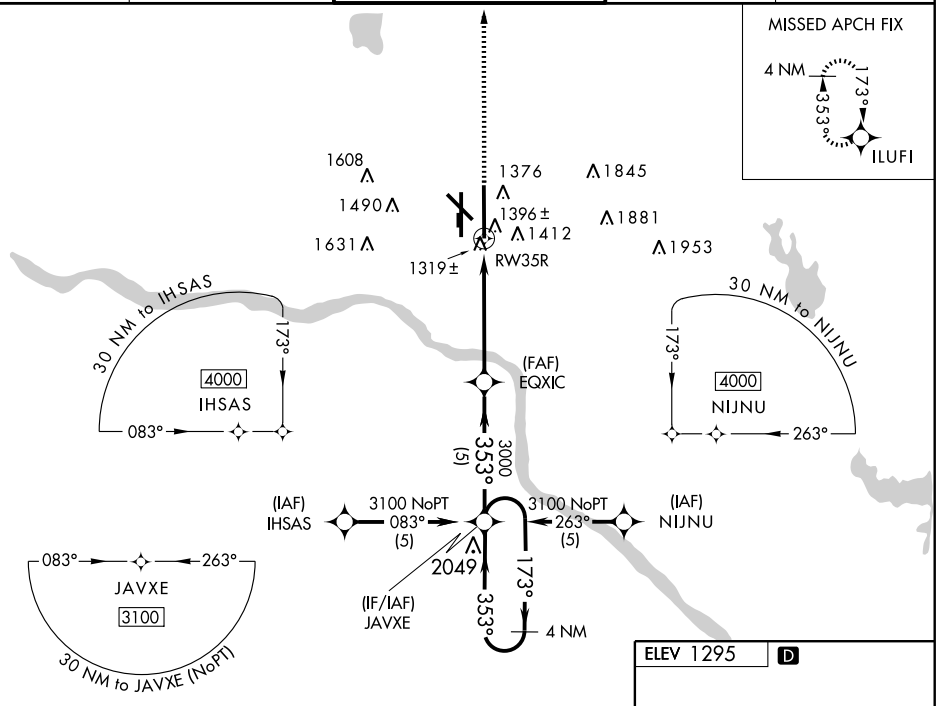 MISSED APCH FIX
4 NM
173°
353°
ILUFI
1608
1376
1845
1490
1396 ±
1881
1631
1412
1953
1319 ±
RW35R
30 NM to IHSAS
173°
4000
IHSAS
083°
30 NM to NIJNU
173°
4000
NIJNU
263°
(FAF)
EQXIC
353°
3000
(5)
(IAF)
IHSAS
3100 NoPT
083°
(5)
3100 NoPT
263°
(5)
(IAF)
NIJNU
2049
(IF/IAF)
JAVXE
173°
353°
4 NM
083°
263°
JAVXE
3100
30 NM to JAVXE (NoPT)
ELEV 1295
D